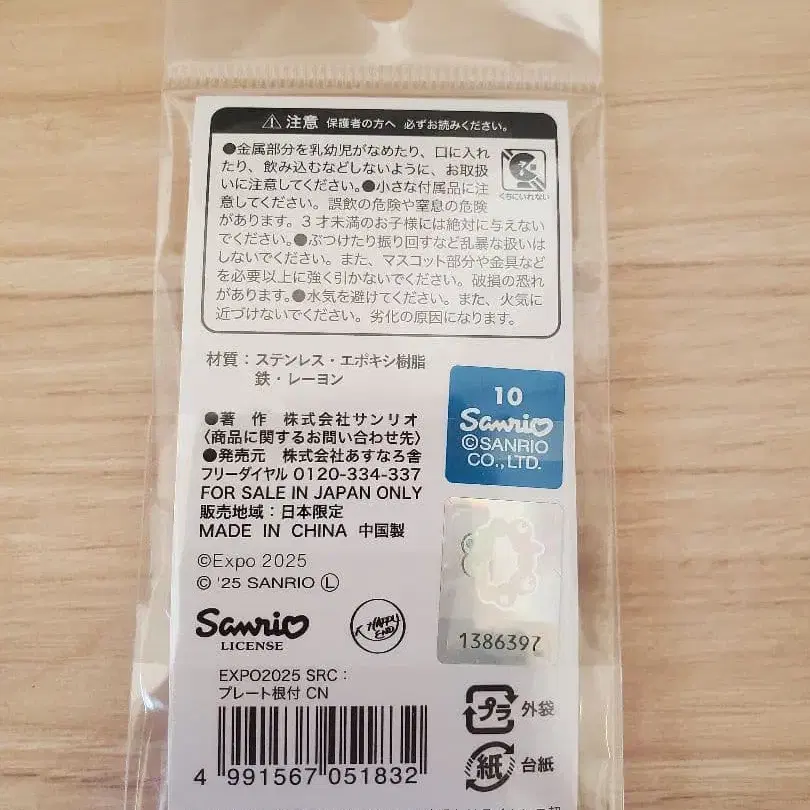 ⚠注意 保護者の方へ 必ずお読みください。
●金属部分を乳幼児がなめたり、口に入れ
たり、飲み込むなどしないように、お取扱
いに注意してください。●小さな付属品に注
意してください。誤飲の危険や窒息の危険
があります。3才未満のお子様には絶対に与えない
でください。●ぶつけたり振り回すなど乱暴な扱いは
しないでください。また、マスコット部分や金具など
を必要以上に強く引かないでください。破損の恐れ
があります。●水気を避けてください。また、火気に
近づけないでください。劣化の原因になります。
くちにいれない
材質：ステンレス・エポキシ樹脂
鉄・レーヨン
10
Sanrio
©SANRIO
CO.,LTD.
●著 作 株式会社サンリオ
〈商品に関するお問い合わせ先〉
●発売元 株式会社あすなろ舎
フリーダイヤル 0120-334-337
FOR SALE IN JAPAN ONLY
販売地域：日本限定
MADE IN CHINA 中国製
©Expo 2025
© '25 SANRIO Ⓛ
1386397
Sanrio
LICENSE
K HAPPY
END
EXPO2025 SRC：
プレート根付 CN
4 991567 051832
プラ 外袋
紙 台紙